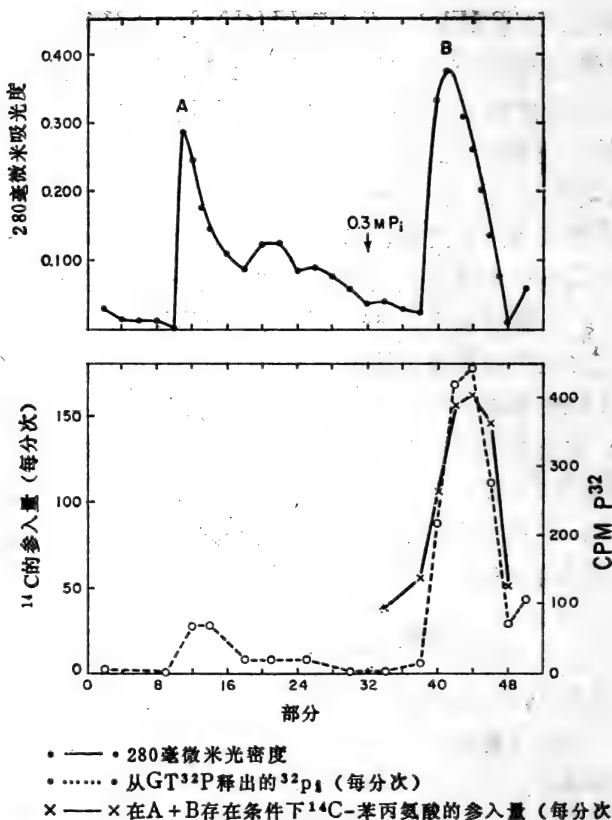 0.400
0.300
0.200
0.100
280毫微米吸光度
A
B
0.3 M Pi
150
100
50
0
14C的参入量（每分次）
400
300
200
100
0
CPM P32
0 8 16 24 32 40 48
部分
• —— • 280毫微米光密度
• ...... • 从GT32P释出的32pi（每分次）
× —— × 在A+B存在条件下14C-苯丙氨酸的参入量（每分次